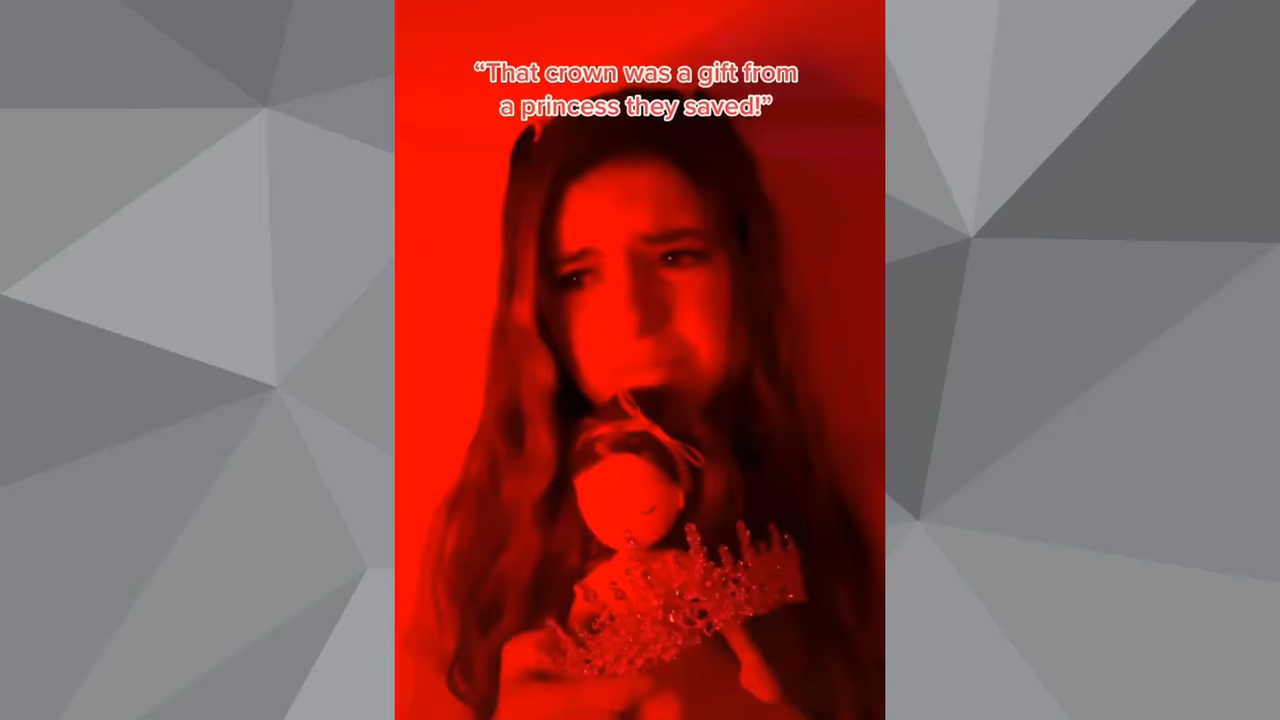 “That crown was a gift from
a princess they saved!”